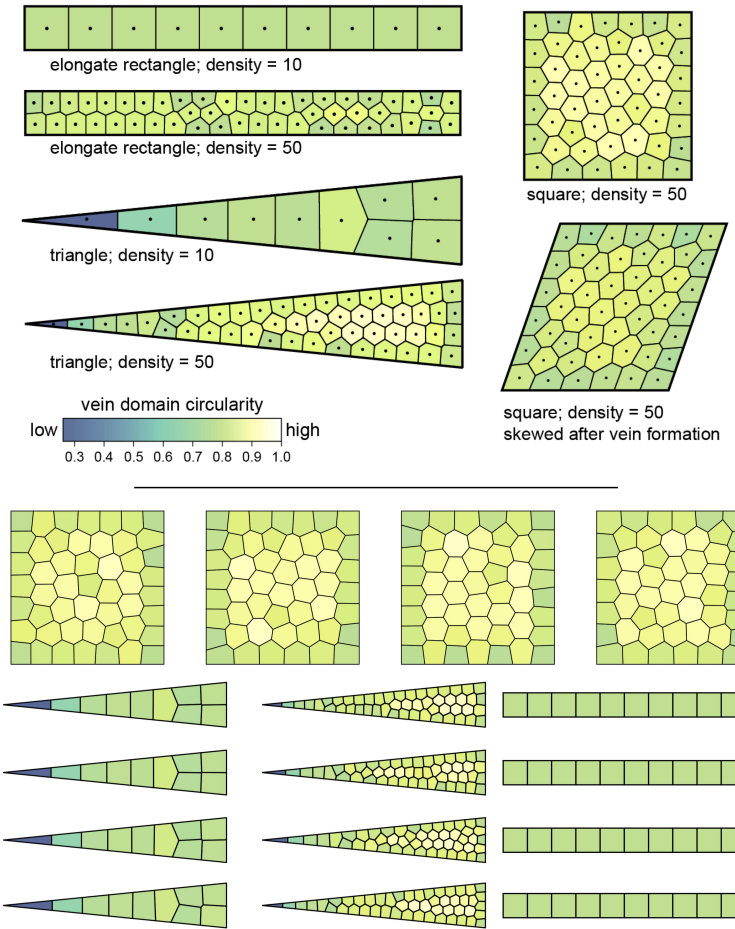 elongate rectangle; density = 10
elongate rectangle; density = 50
square; density = 50
triangle; density = 10
triangle; density = 50
vein domain circularity
low
high
0.3 0.4 0.5 0.6 0.7 0.8 0.9 1.0
square; density = 50
skewed after vein formation